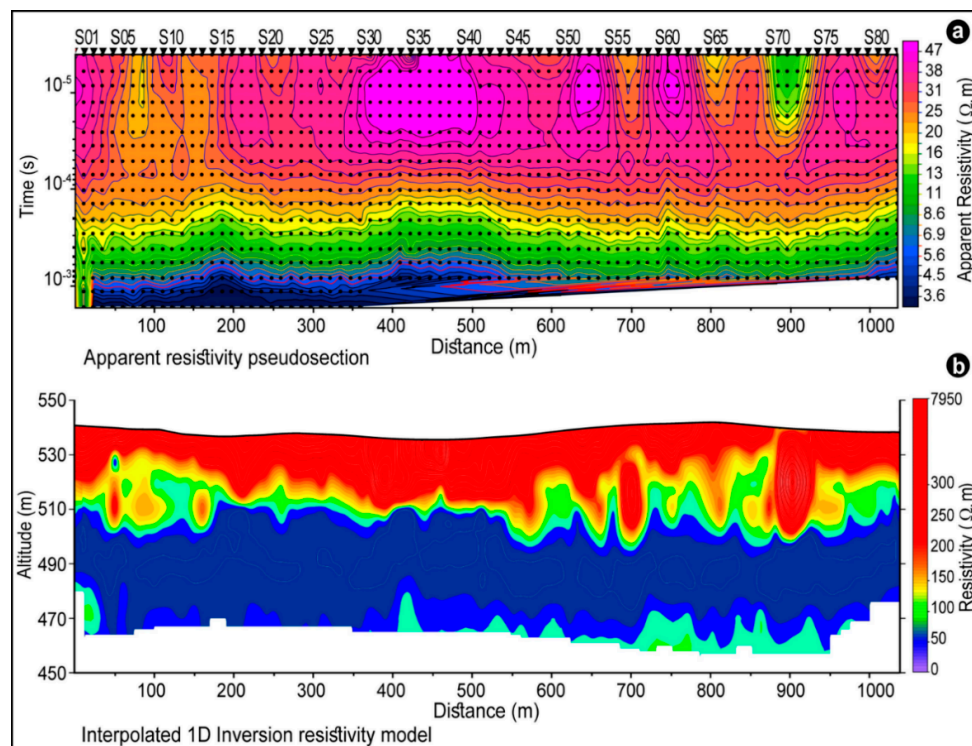 a
S01 S05 S10 S15 S20 S25 S30 S35 S40 S45 S50 S55 S60 S65 S70 S75 S80
10⁻⁵
10⁻⁴
10⁻³
Time (s)
100 200 300 400 500 600 700 800 900 1000
Distance (m)
Apparent resistivity pseudosection
47
38
31
25
20
16
13
11
8.6
6.9
5.6
4.5
3.6
Apparent Resistivity (Ω m)
b
550
530
510
490
470
450
Altitude (m)
100 200 300 400 500 600 700 800 900 1000
Distance (m)
Interpolated 1D Inversion resistivity model
7950
300
250
200
150
100
50
0
Resistivity (Ω m)